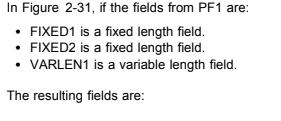 In Figure 2-31, if the fields from PF1 are:
• FIXED1 is a fixed length field.
• FIXED2 is a fixed length field.
• VARLEN1 is a variable length field.
The resulting fields are: